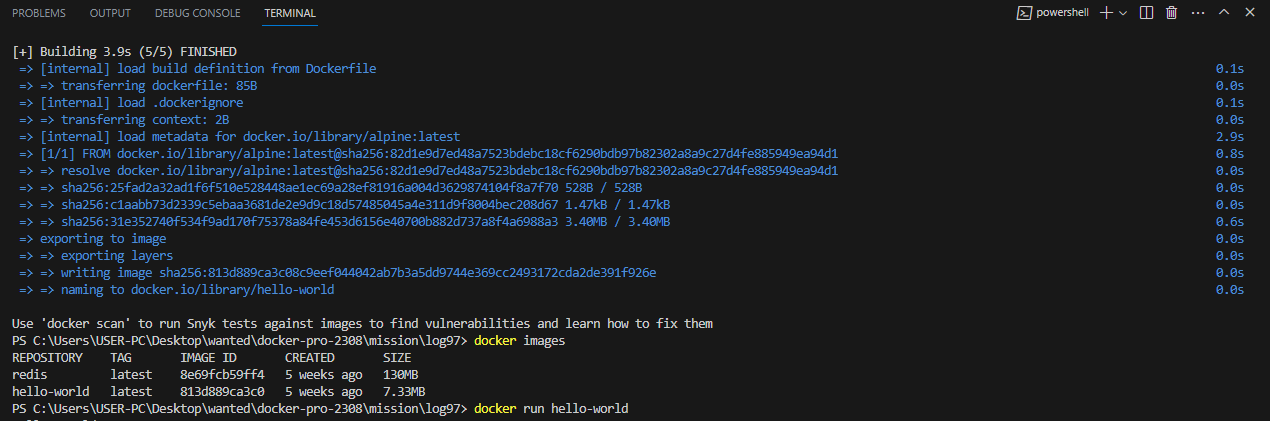 PROBLEMS OUTPUT DEBUG CONSOLE TERMINAL powershell
[+] Building 3.9s (5/5) FINISHED
=> [internal] load build definition from Dockerfile 0.1s
=> => transferring dockerfile: 85B 0.0s
=> [internal] load .dockerignore 0.1s
=> => transferring context: 2B 0.0s
=> [internal] load metadata for docker.io/library/alpine:latest 2.9s
=> [1/1] FROM docker.io/library/alpine:latest@sha256:82d1e9d7ed48a7523bdebc18cf6290bdb97b82302a8a9c27d4fe885949ea94d1 0.8s
=> => resolve docker.io/library/alpine:latest@sha256:82d1e9d7ed48a7523bdebc18cf6290bdb97b82302a8a9c27d4fe885949ea94d1 0.0s
=> => sha256:25fad2a32ad1f6f510e528448ae1ec69a28ef81916a004d3629874104f8a7f70 528B / 528B 0.0s
=> => sha256:c1aabb73d2339c5ebaa3681de2e9d9c18d57485045a4e311d9f8004bec208d67 1.47kB / 1.47kB 0.0s
=> => sha256:31e352740f534f9ad170f75378a84fe453d6156e40700b882d737a8f4a6988a3 3.40MB / 3.40MB 0.6s
=> exporting to image 0.0s
=> => exporting layers 0.0s
=> => writing image sha256:813d889ca3c08c9eef044042ab7b3a5dd9744e369cc2493172cda2de391f926e 0.0s
=> => naming to docker.io/library/hello-world 0.0s
Use 'docker scan' to run Snyk tests against images to find vulnerabilities and learn how to fix them
PS C:\Users\USER-PC\Desktop\wanted\docker-pro-2308\mission\log97> docker images
REPOSITORY TAG IMAGE ID CREATED SIZE
redis latest 8e69fcb59ff4 5 weeks ago 130MB
hello-world latest 813d889ca3c0 5 weeks ago 7.33MB
PS C:\Users\USER-PC\Desktop\wanted\docker-pro-2308\mission\log97> docker run hello-world